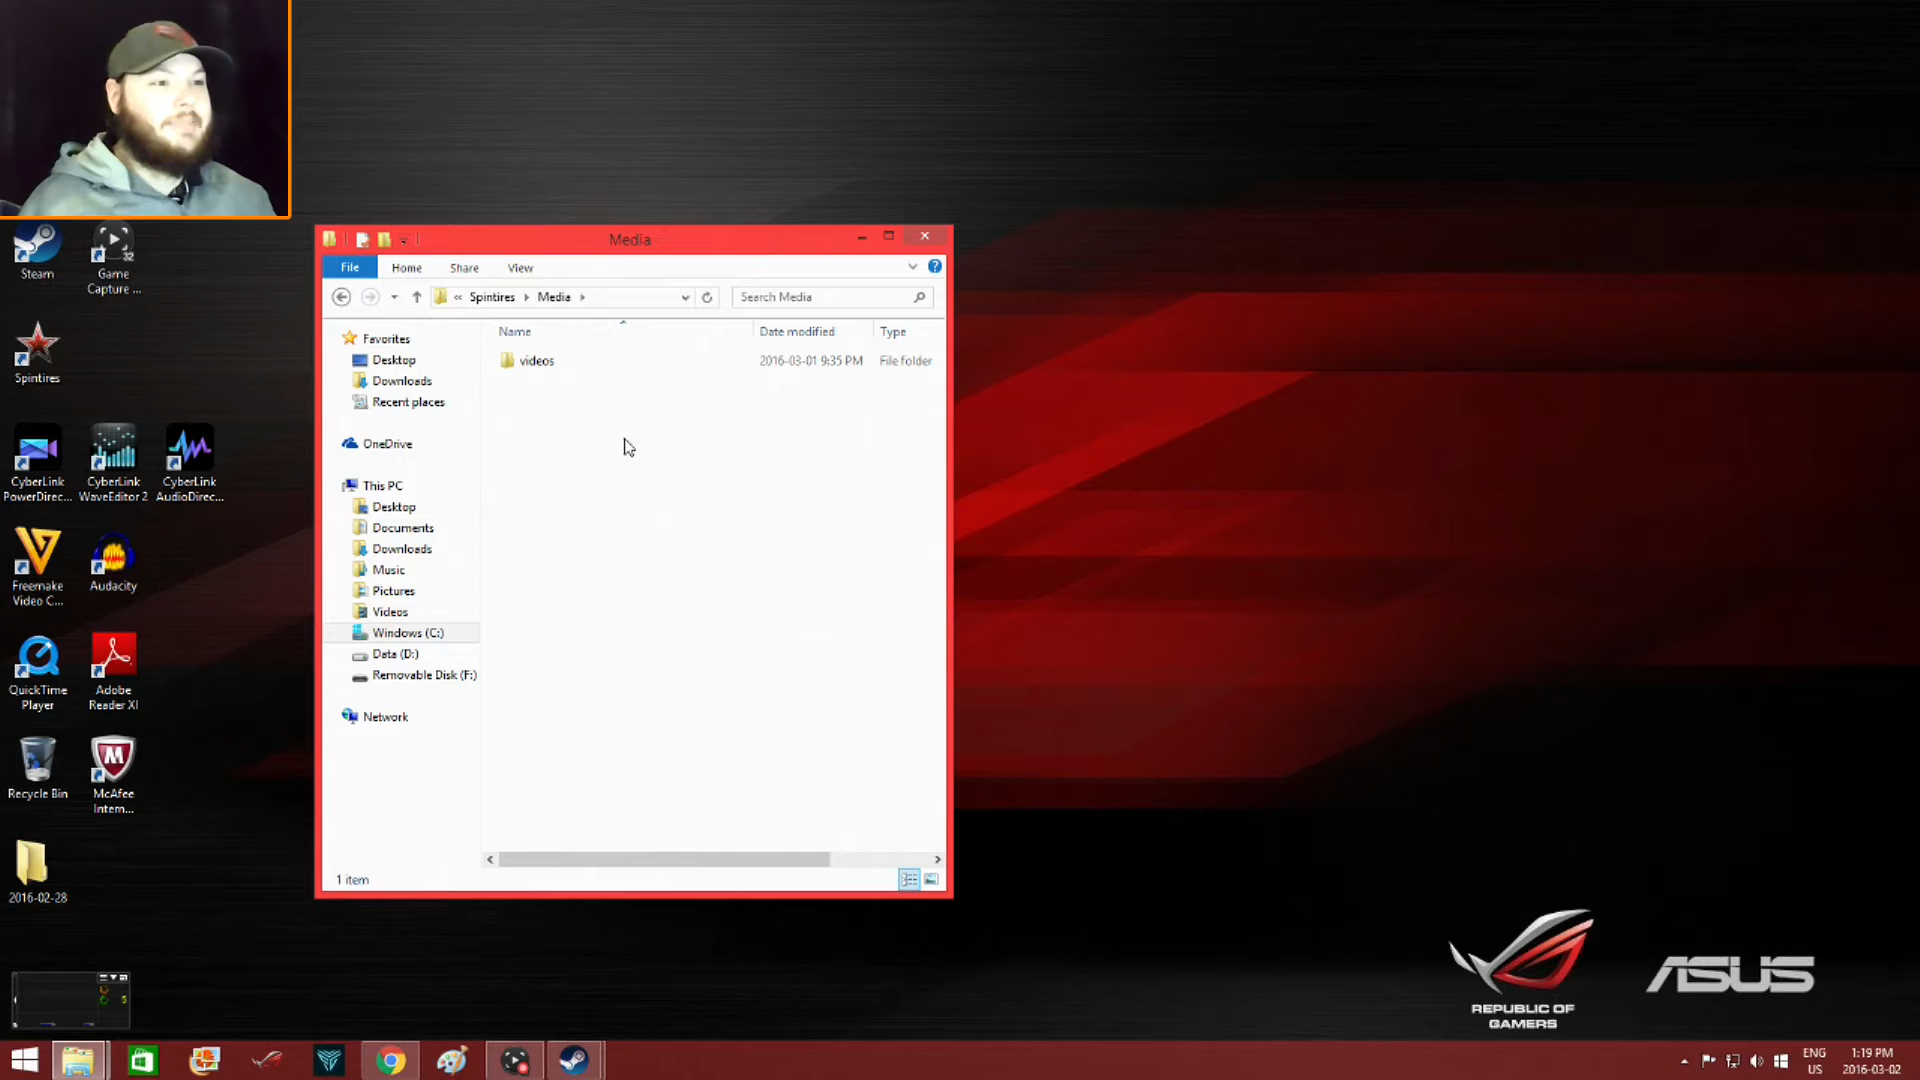 Media
File Home Share View
« Spintires Media
Search Media
Name Date modified Type
videos 2016-03-01 9:35 PM File folder
Favorites
Desktop
Downloads
Recent places
OneDrive
This PC
Desktop
Documents
Downloads
Music
Pictures
Videos
Windows (C:)
Data (D:)
Removable Disk (F:)
Network
1 item
Steam
Game
Capture ...
32
Spintires
CyberLink
PowerDirec...
CyberLink
WaveEditor 2
CyberLink
AudioDirec...
Freemake
Video C...
Audacity
QuickTime
Player
Adobe
Reader XI
Recycle Bin
McAfee
Intern...
2016-02-28
5
REPUBLIC OF
GAMERS
ASUS
ENG
US
1:19 PM
2016-03-02